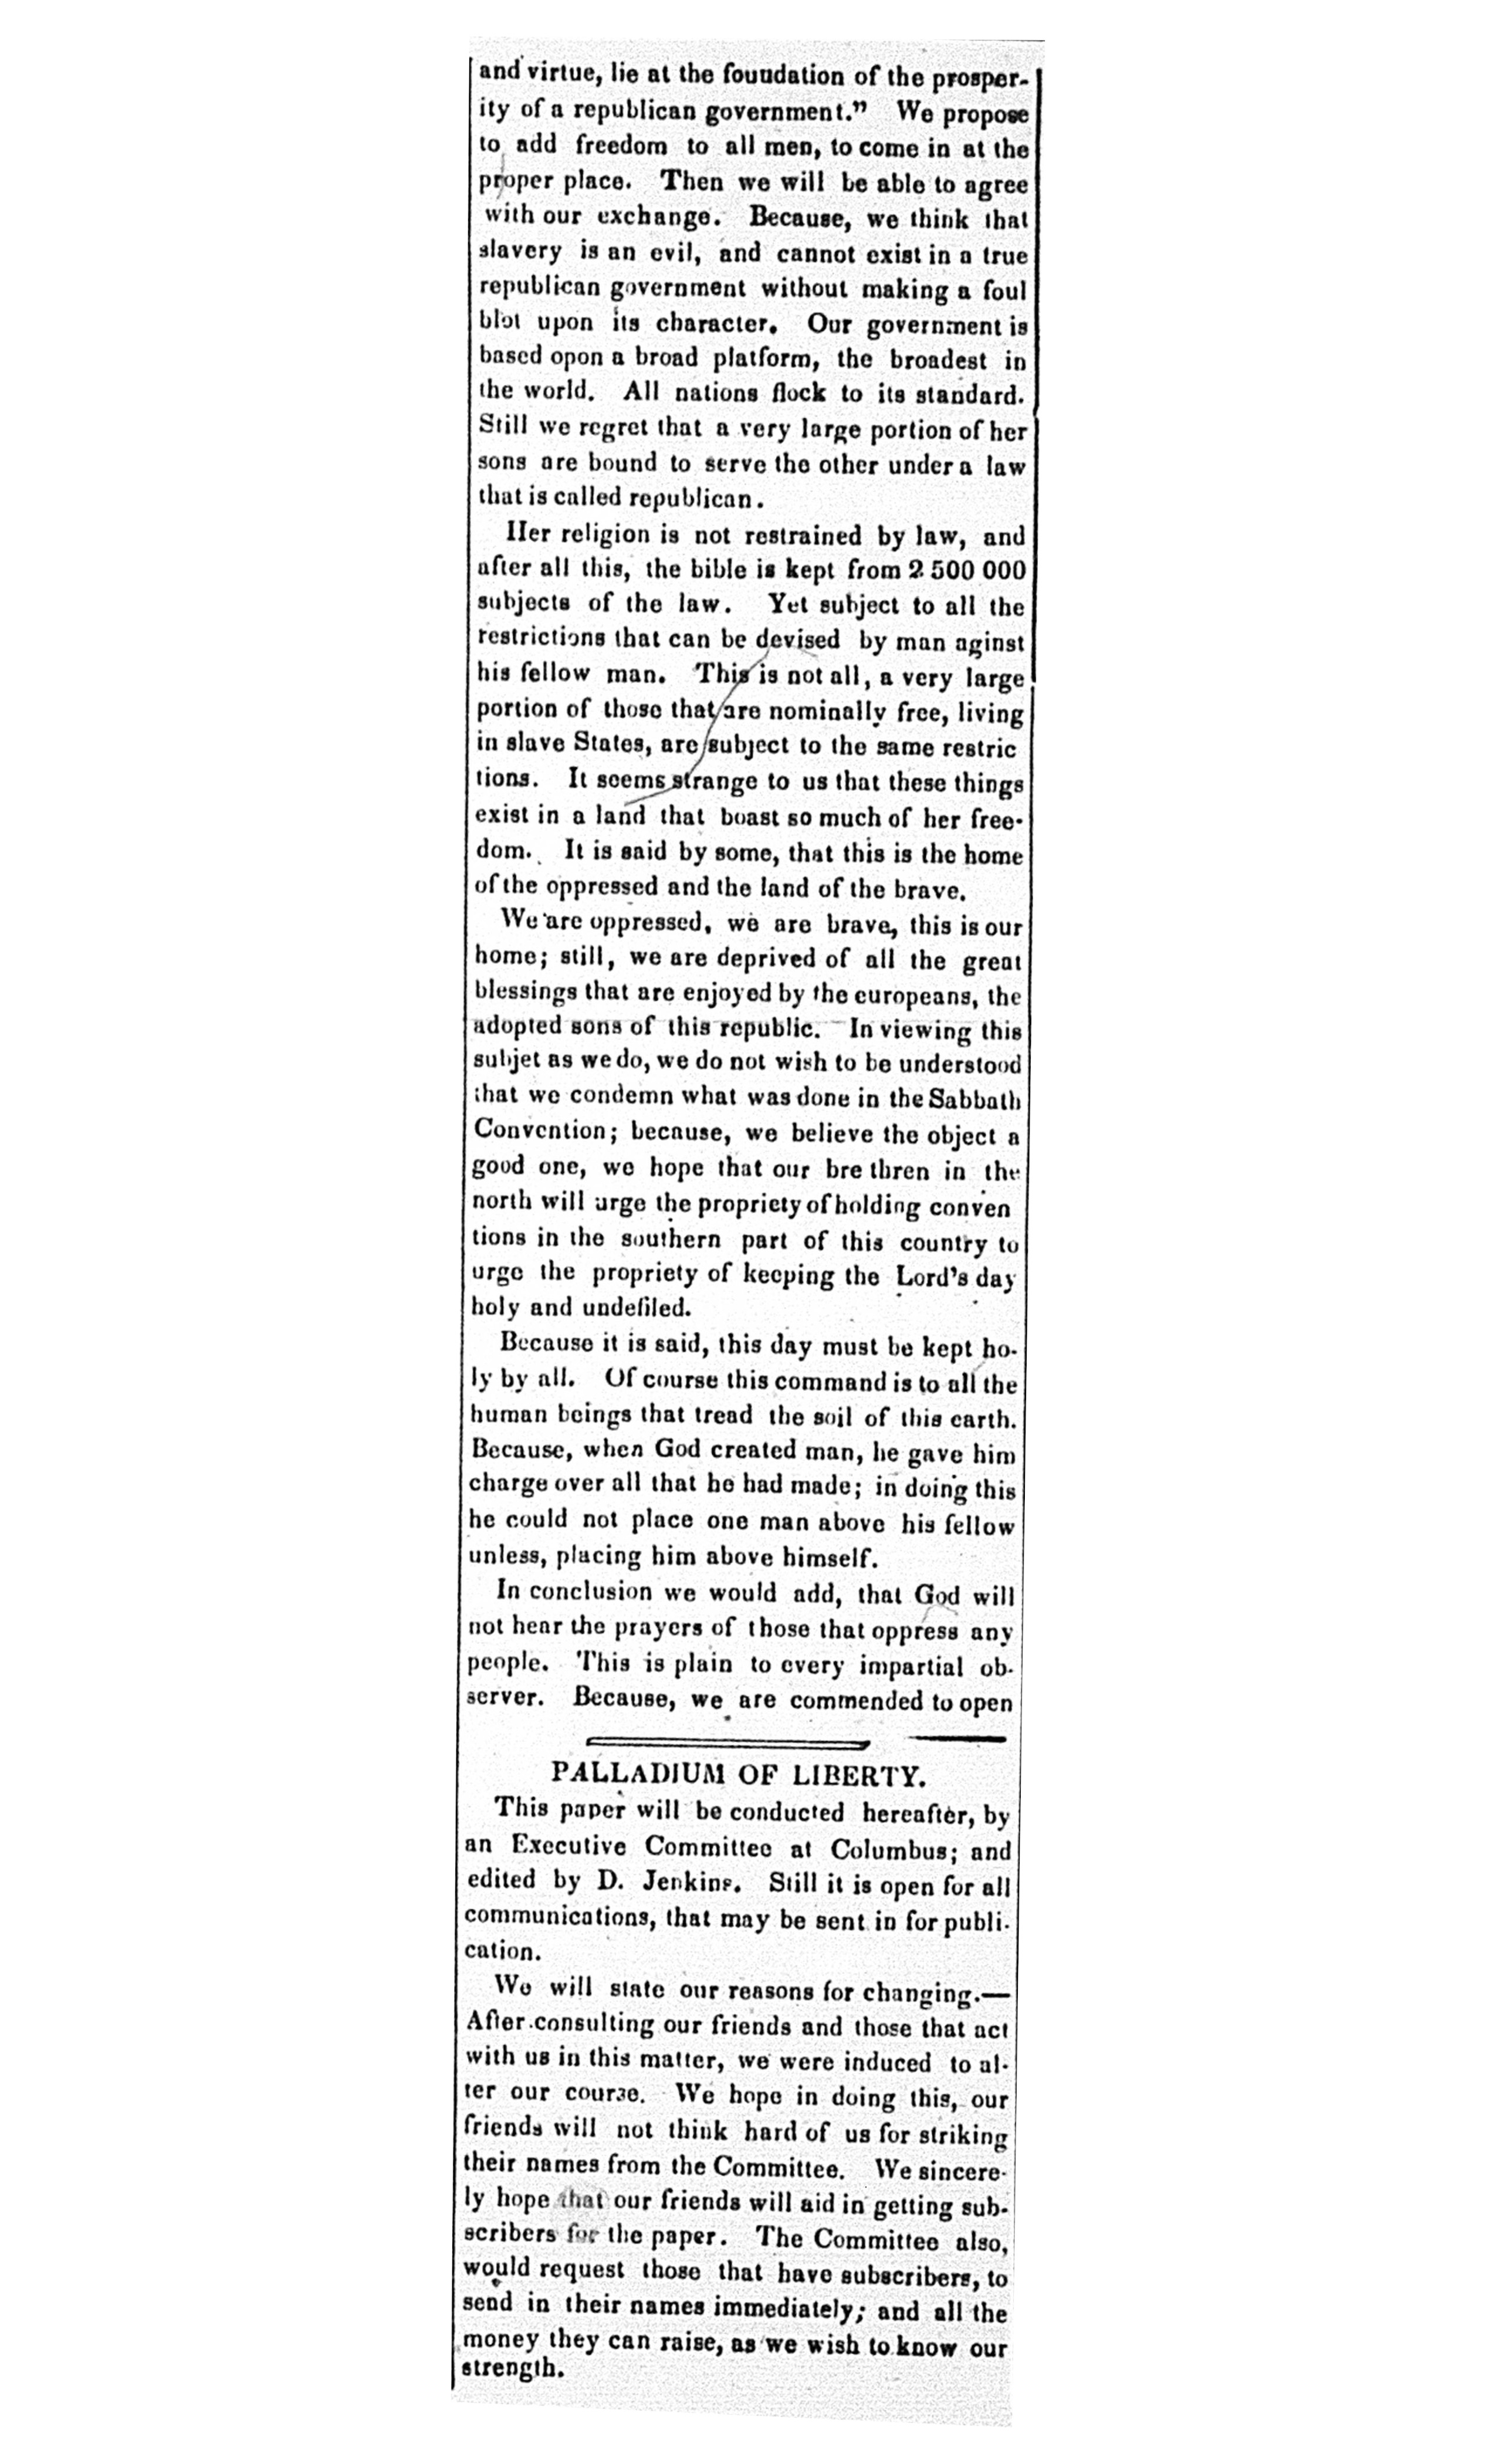 and virtue, lie at the fouudation of the prosper-
ity of a republican government.” We propose
to add freedom to all men, to come in at the
proper place. Then we will be able to agree
with our exchange. Because, we think that
slavery is an evil, and cannot exist in a true
republican government without making a foul
blot upon its character. Our government is
based opon a broad platform, the broadest in
the world. All nations flock to its standard.
Still we regret that a very large portion of her
sons are bound to serve the other under a law
that is called republican.
Her religion is not restrained by law, and
after all this, the bible is kept from 2 500 000
subjects of the law. Yet subject to all the
restrictions that can be devised by man aginst
his fellow man. This is not all, a very large
portion of those that are nominally free, living
in slave States, are subject to the same restric
tions. It seems strange to us that these things
exist in a land that boast so much of her free-
dom. It is said by some, that this is the home
of the oppressed and the land of the brave.
We are oppressed, we are brave, this is our
home; still, we are deprived of all the great
blessings that are enjoyed by the europeans, the
adopted sons of this republic. In viewing this
subjet as we do, we do not wish to be understood
that we condemn what was done in the Sabbath
Convention; because, we believe the object a
good one, we hope that our bre thren in the
north will urge the propriety of holding conven
tions in the southern part of this country to
urge the propriety of keeping the Lord's day
holy and undefiled.
Because it is said, this day must be kept ho-
ly by all. Of course this command is to all the
human beings that tread the soil of this earth.
Because, when God created man, he gave him
charge over all that he had made; in doing this
he could not place one man above his fellow
unless, placing him above himself.
In conclusion we would add, that God will
not hear the prayers of those that oppress any
people. This is plain to every impartial ob-
server. Because, we are commended to open
PALLADIUM OF LIBERTY.
This paper will be conducted hereafter, by
an Executive Committee at Columbus; and
edited by D. Jenkins. Still it is open for all
communications, that may be sent in for publi-
cation.
We will state our reasons for changing.—
After consulting our friends and those that act
with us in this matter, we were induced to al-
ter our course. We hope in doing this, our
friends will not think hard of us for striking
their names from the Committee. We sincere-
ly hope that our friends will aid in getting sub-
scribers for the paper. The Committee also,
would request those that have subscribers, to
send in their names immediately; and all the
money they can raise, as we wish to know our
strength.